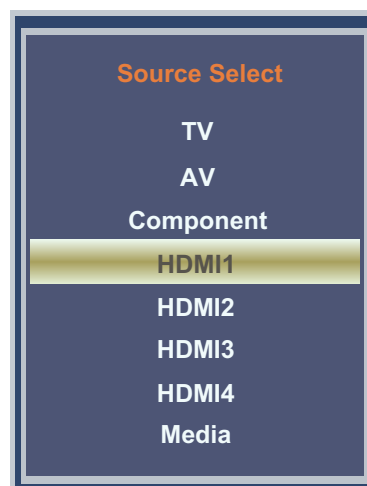 Source Select
TV
AV
Component
HDMI1
HDMI2
HDMI3
HDMI4
Media